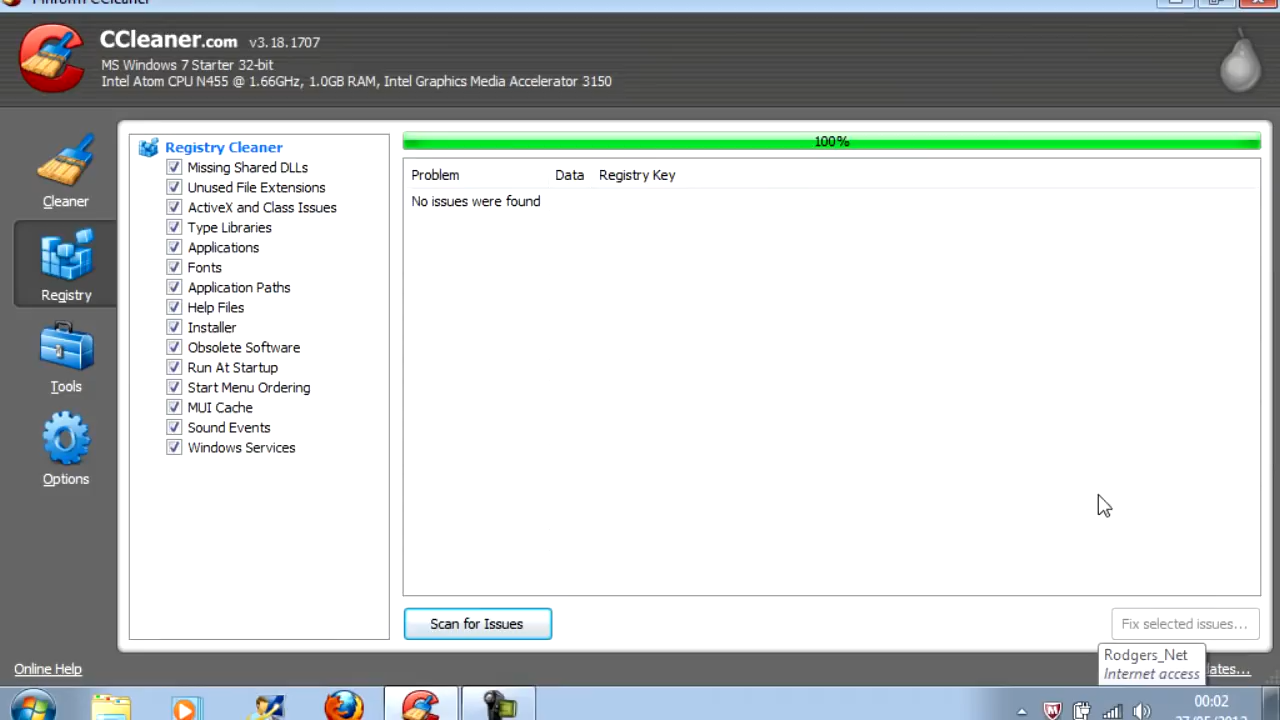 Piriform CCleaner
CCleaner.com v3.18.1707
MS Windows 7 Starter 32-bit
Intel Atom CPU N455 @ 1.66GHz, 1.0GB RAM, Intel Graphics Media Accelerator 3150
Cleaner
Registry
Tools
Options
Registry Cleaner
Missing Shared DLLs
Unused File Extensions
ActiveX and Class Issues
Type Libraries
Applications
Fonts
Application Paths
Help Files
Installer
Obsolete Software
Run At Startup
Start Menu Ordering
MUI Cache
Sound Events
Windows Services
100%
Problem Data Registry Key
No issues were found
Scan for Issues
Fix selected issues...
Rodgers_Net
Internet access
Online Help
00:02